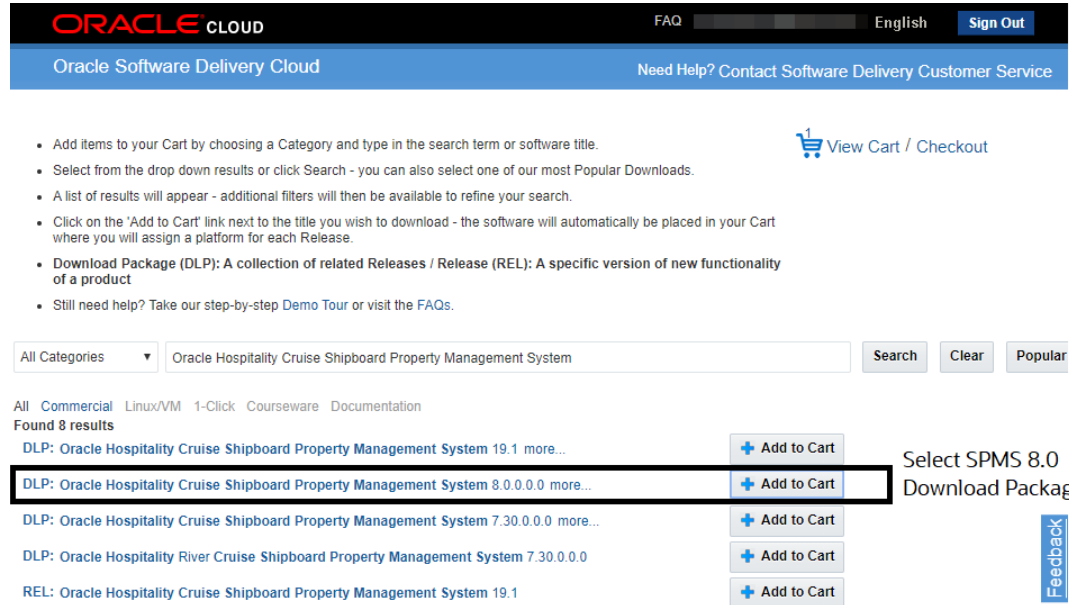 ORACLE CLOUD
FAQ English Sign Out
Oracle Software Delivery Cloud
Need Help? Contact Software Delivery Customer Service
1
View Cart / Checkout
• Add items to your Cart by choosing a Category and type in the search term or software title.
• Select from the drop down results or click Search - you can also select one of our most Popular Downloads.
• A list of results will appear - additional filters will then be available to refine your search.
• Click on the 'Add to Cart' link next to the title you wish to download - the software will automatically be placed in your Cart
where you will assign a platform for each Release.
• Download Package (DLP): A collection of related Releases / Release (REL): A specific version of new functionality
of a product
• Still need help? Take our step-by-step Demo Tour or visit the FAQs.
All Categories ▼ Oracle Hospitality Cruise Shipboard Property Management System Search Clear Popular
All Commercial Linux/VM 1-Click Courseware Documentation
Found 8 results
DLP: Oracle Hospitality Cruise Shipboard Property Management System 19.1 more... + Add to Cart
DLP: Oracle Hospitality Cruise Shipboard Property Management System 8.0.0.0.0 more... + Add to Cart
Select SPMS 8.0
Download Packag
DLP: Oracle Hospitality Cruise Shipboard Property Management System 7.30.0.0.0 more... + Add to Cart
DLP: Oracle Hospitality River Cruise Shipboard Property Management System 7.30.0.0.0 + Add to Cart
REL: Oracle Hospitality Cruise Shipboard Property Management System 19.1 + Add to Cart
Feedback